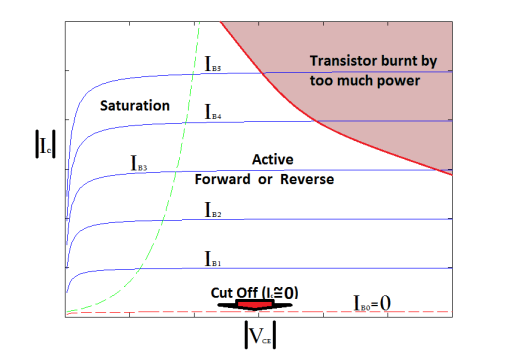 Transistor burnt by
too much power
IB5
Saturation
IB4
|Ic|
IB3
Active
Forward or Reverse
IB2
IB1
Cut Off (Ic≅0)
IB0=0
|VCE|